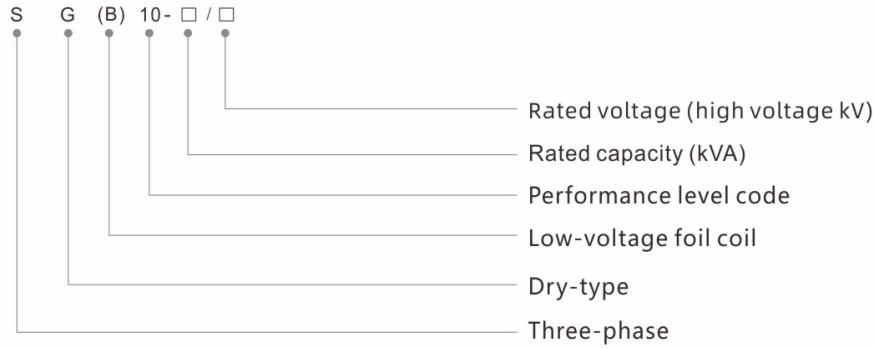 S G (B) 10- □ / □
Rated voltage (high voltage kV)
Rated capacity (kVA)
Performance level code
Low-voltage foil coil
Dry-type
Three-phase